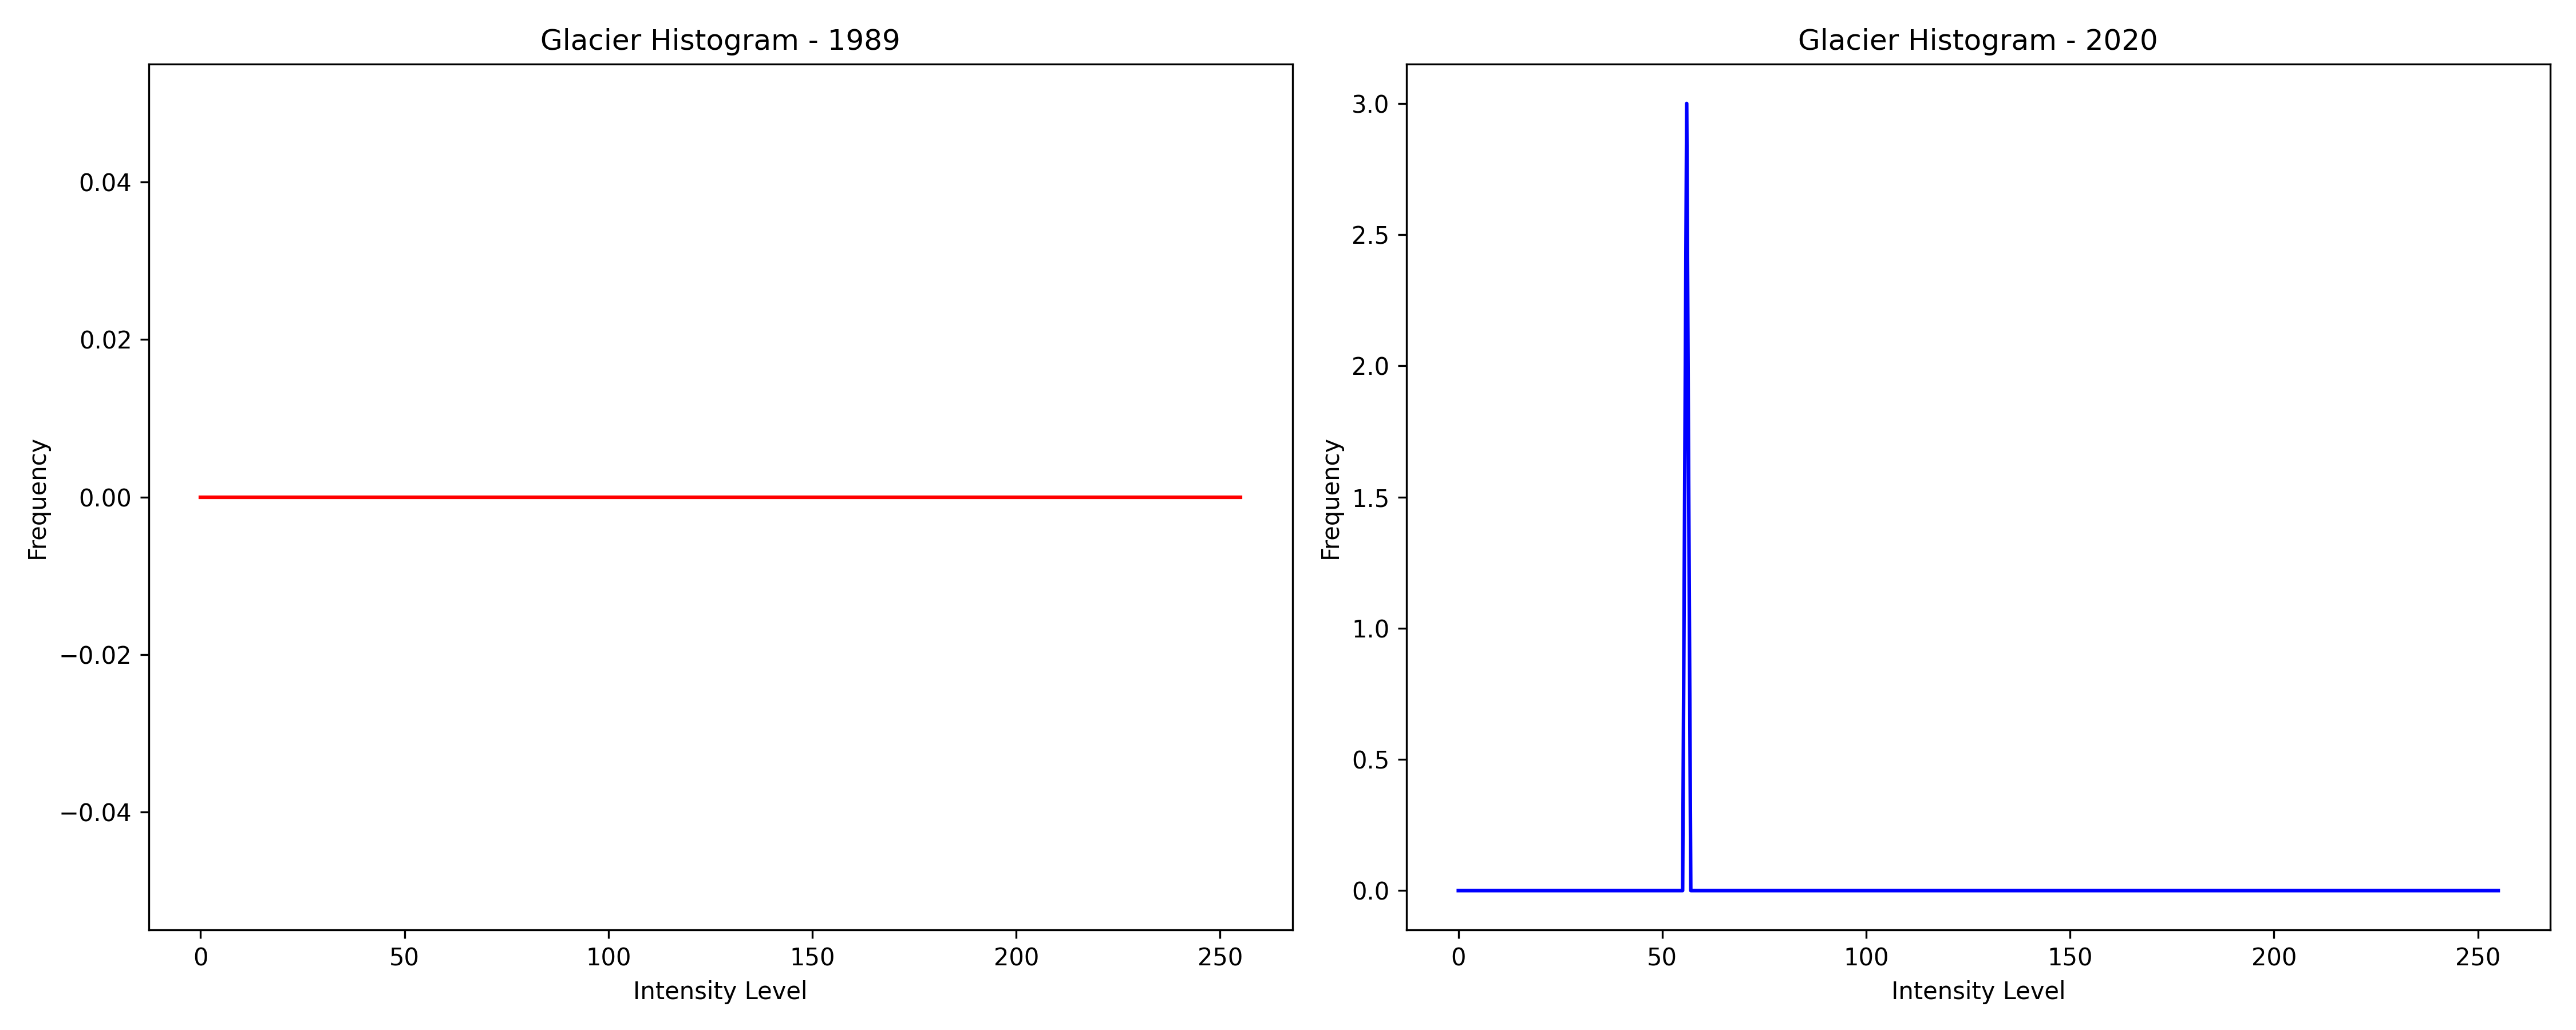 Glacier Histogram - 1989
0.04
0.02
0.00
−0.02
−0.04
Frequency
0 50 100 150 200 250
Intensity Level
Glacier Histogram - 2020
3.0
2.5
2.0
1.5
1.0
0.5
0.0
Frequency
0 50 100 150 200 250
Intensity Level